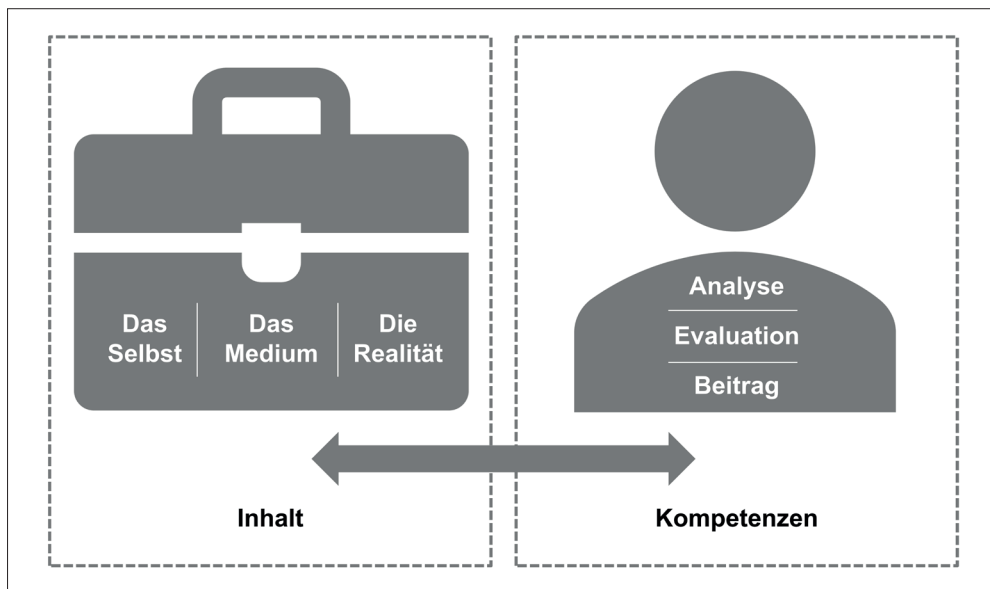 Das
Selbst
Das
Medium
Die
Realität
Inhalt
Analyse
Evaluation
Beitrag
Kompetenzen